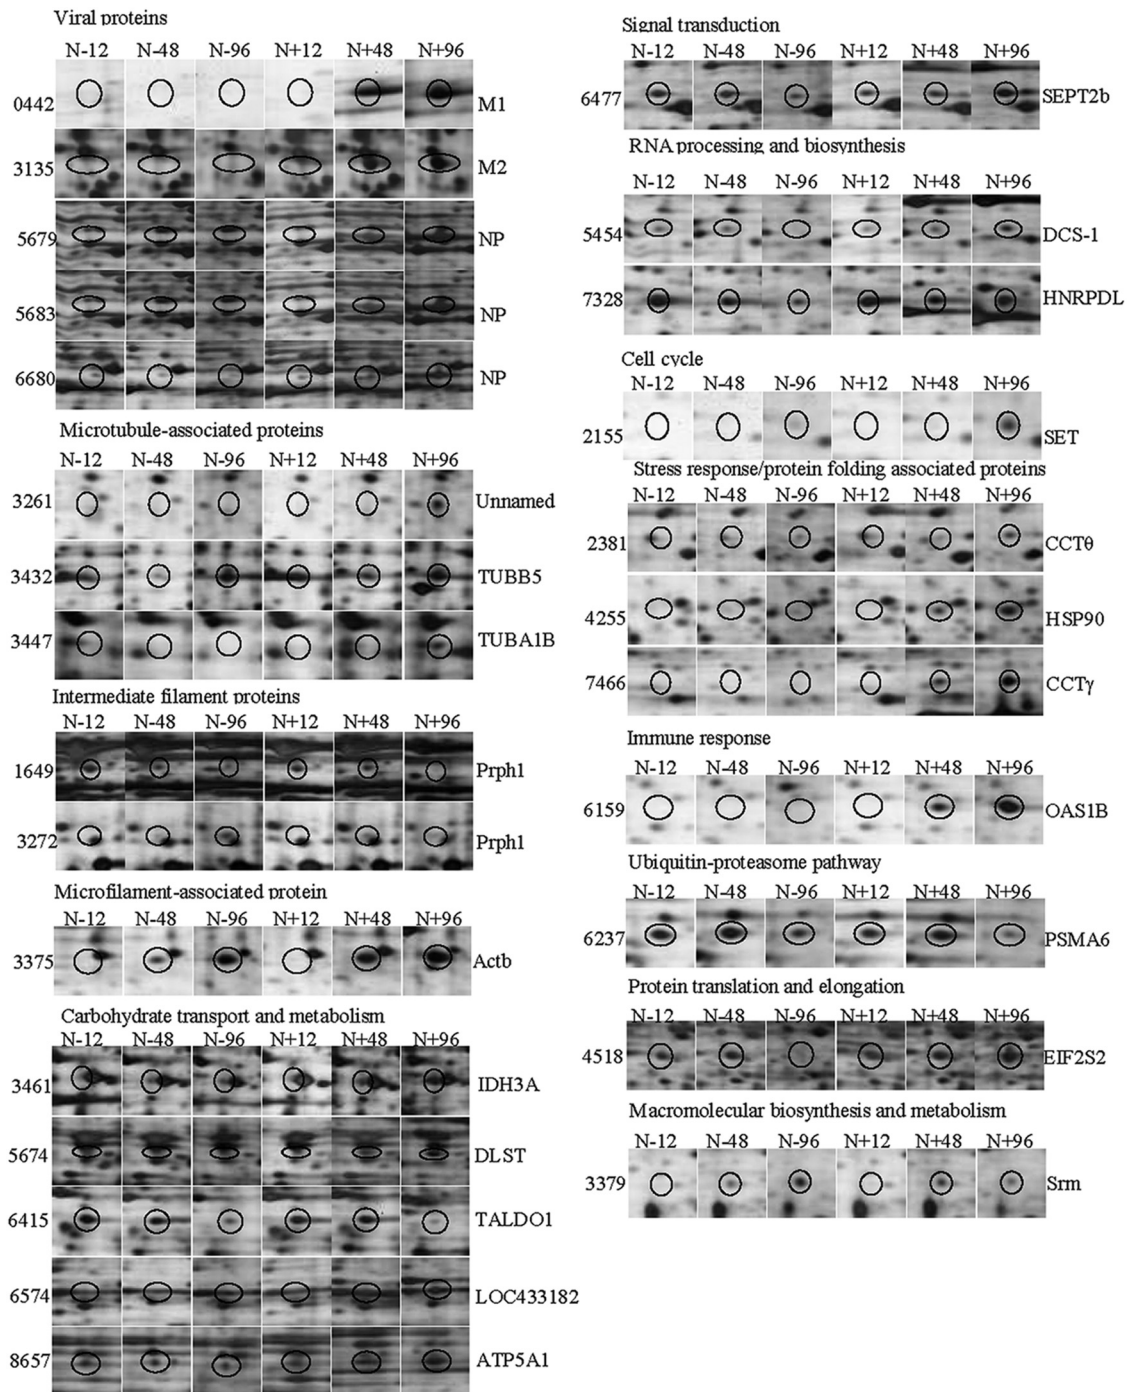 Viral proteins
N-12 N-48 N-96 N+12 N+48 N+96
0442 M1
3135 M2
5679 NP
5683 NP
6680 NP
Microtubule-associated proteins
N-12 N-48 N-96 N+12 N+48 N+96
3261 Unnamed
3432 TUBB5
3447 TUBA1B
Intermediate filament proteins
N-12 N-48 N-96 N+12 N+48 N+96
1649 Prph1
3272 Prph1
Microfilament-associated protein
N-12 N-48 N-96 N+12 N+48 N+96
3375 Actb
Carbohydrate transport and metabolism
N-12 N-48 N-96 N+12 N+48 N+96
3461 IDH3A
5674 DLST
6415 TALDO1
6574 LOC433182
8657 ATP5A1
Signal transduction
N-12 N-48 N-96 N+12 N+48 N+96
6477 SEPT2b
RNA processing and biosynthesis
N-12 N-48 N-96 N+12 N+48 N+96
5454 DCS-1
7328 HNRPDL
Cell cycle
N-12 N-48 N-96 N+12 N+48 N+96
2155 SET
Stress response/protein folding associated proteins
N-12 N-48 N-96 N+12 N+48 N+96
2381 CCTθ
4255 HSP90
7466 CCTγ
Immune response
N-12 N-48 N-96 N+12 N+48 N+96
6159 OAS1B
Ubiquitin-proteasome pathway
N-12 N-48 N-96 N+12 N+48 N+96
6237 PSMA6
Protein translation and elongation
N-12 N-48 N-96 N+12 N+48 N+96
4518 EIF2S2
Macromolecular biosynthesis and metabolism
N-12 N-48 N-96 N+12 N+48 N+96
3379 Srm